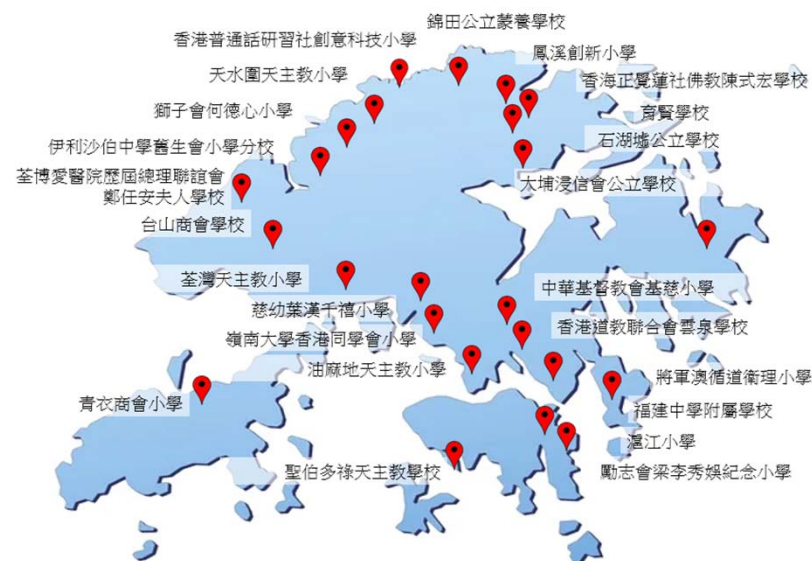 錦田公立蒙養學校
香港普通話研習社創意科技小學
鳳溪創新小學
天水圍天主教小學
香海正覺蓮社佛教陳式宏學校
獅子會何德心小學
育賢學校
伊利沙伯中學舊生會小學分校
石湖墟公立學校
荃博愛醫院歷屆總理聯誼會
鄭任安夫人學校
大埔浸信會公立學校
台山商會學校
荃灣天主教小學
中華基督教會基慈小學
慈幼葉漢千禧小學
香港道教聯合會雲泉學校
嶺南大學香港同學會小學
油麻地天主教小學
將軍澳循道衛理小學
青衣商會小學
福建中學附屬學校
滬江小學
聖伯多祿天主教學校
勵志會梁李秀娛紀念小學